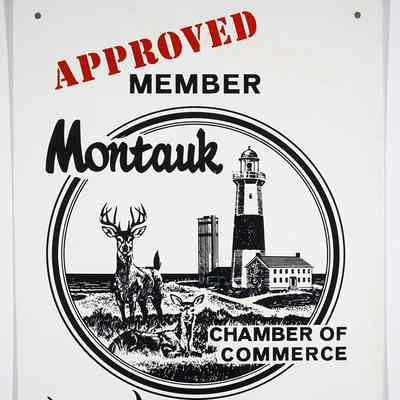 APPROVED
MEMBER
Montauk
CHAMBER OF
COMMERCE